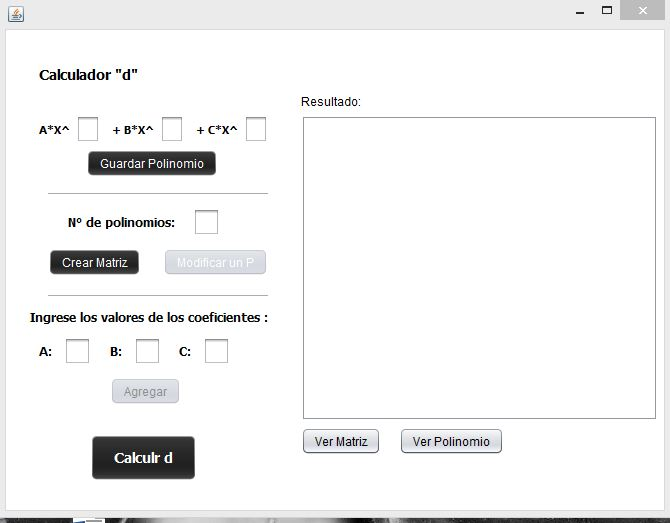 Calculador "d"
Resultado:
A*X^ + B*X^ + C*X^
Guardar Polinomio
Nº de polinomios:
Crear Matriz Modificar un P
Ingrese los valores de los coeficientes :
A: B: C:
Agregar
Ver Matriz Ver Polinomio
Calculr d